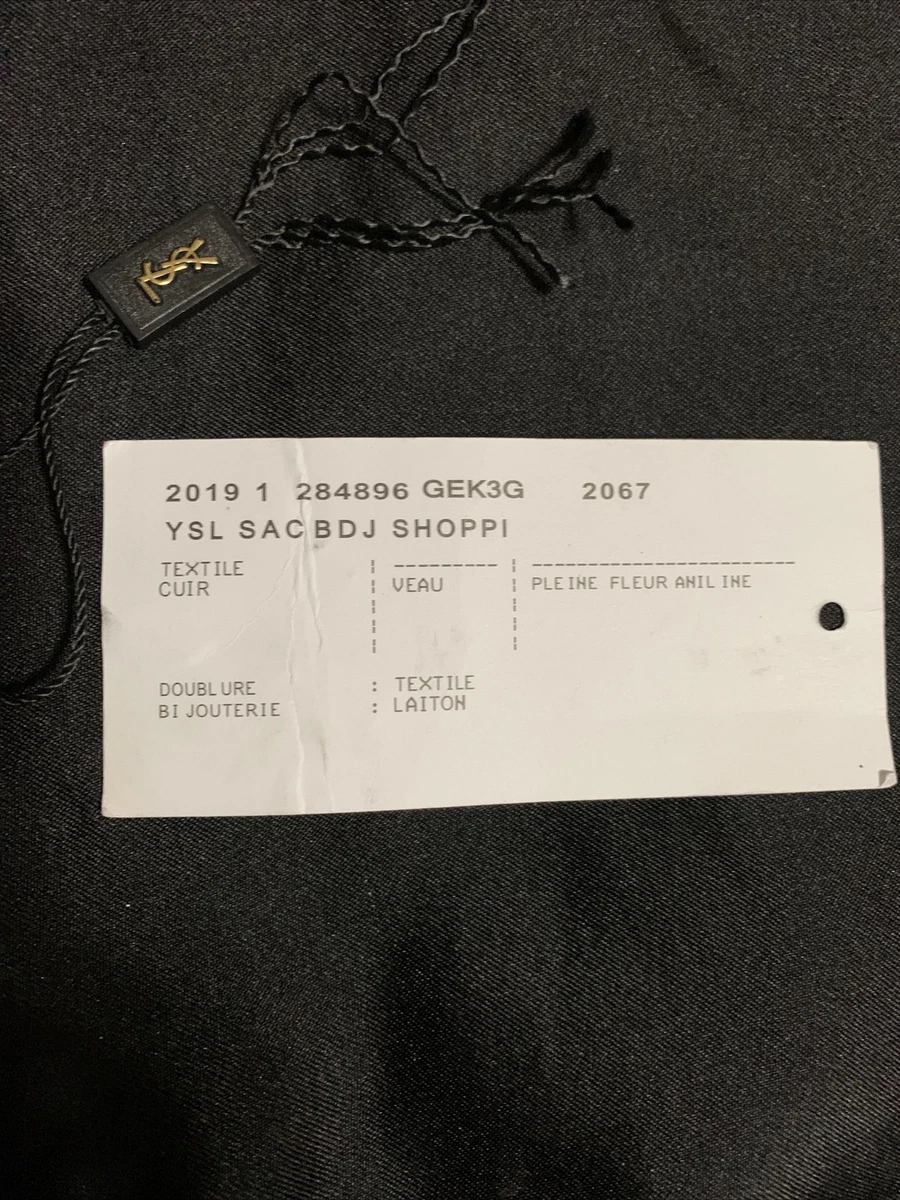 YSL
2019 1 284896 GEK3G 2067
YSL SAC BDJ SHOPPI
TEXTILE ¦ --------- ¦ -----------------------
CUIR ¦ VEAU ¦ PLEINE FLEUR ANILINE
DOUBLURE : TEXTILE
BIJOUTERIE : LAITON